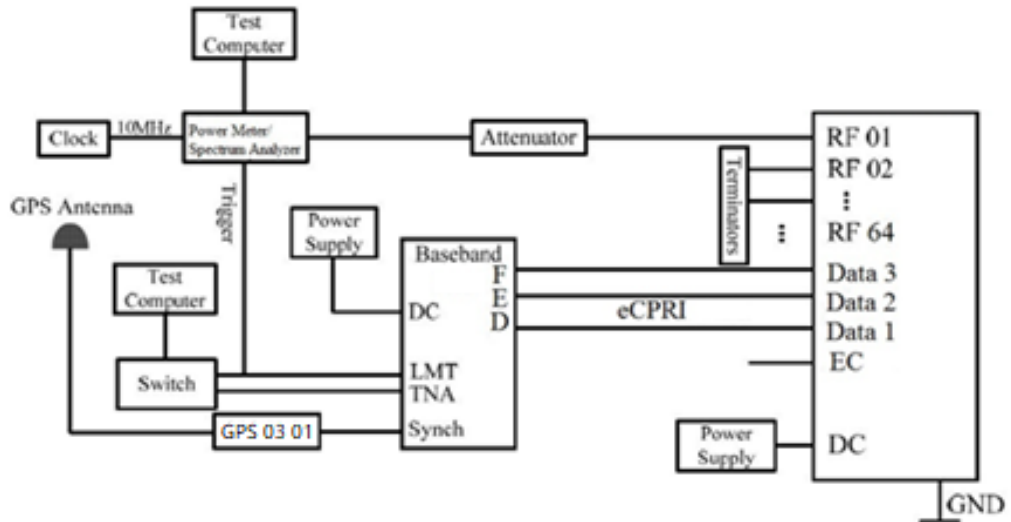 Test
Computer
Clock
10MHz
Power Meter/
Spectrum Analyzer
Attenuator
RF 01
RF 02
...
RF 64
Terminators
...
Trigger
GPS Antenna
Power
Supply
Baseband
F
E
D
DC
LMT
TNA
Synch
Test
Computer
Switch
GPS 03 01
eCPRI
Data 3
Data 2
Data 1
EC
DC
Power
Supply
GND